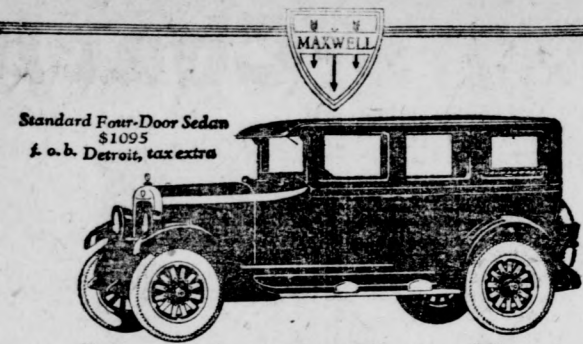 MAXWELL
Standard Four-Door Sedan
$1095
f. o. b. Detroit, tax extra